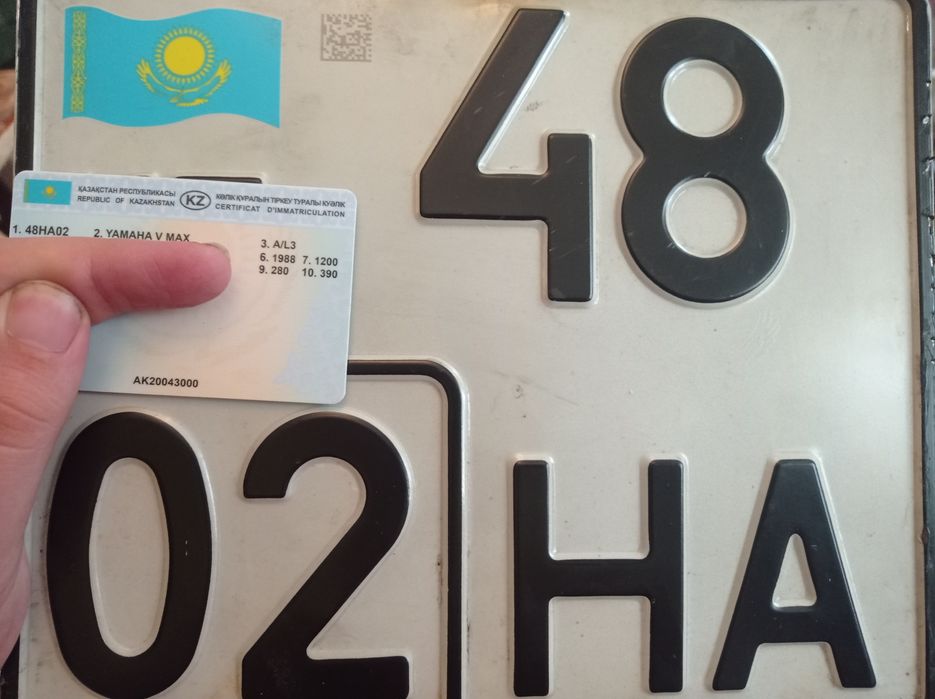 48
ҚАЗАҚСТАН РЕСПУБЛИКАСЫ
REPUBLIC OF KAZAKHSTAN
KZ
КӨЛІК ҚҰРАЛЫН ТІРКЕУ ТУРАЛЫ КУӘЛІК
CERTIFICAT D'IMMATRICULATION
1. 48HA02 2. YAMAHA V MAX 3. A/L3
6. 1988 7. 1200
9. 280 10. 390
AK20043000
02 HA